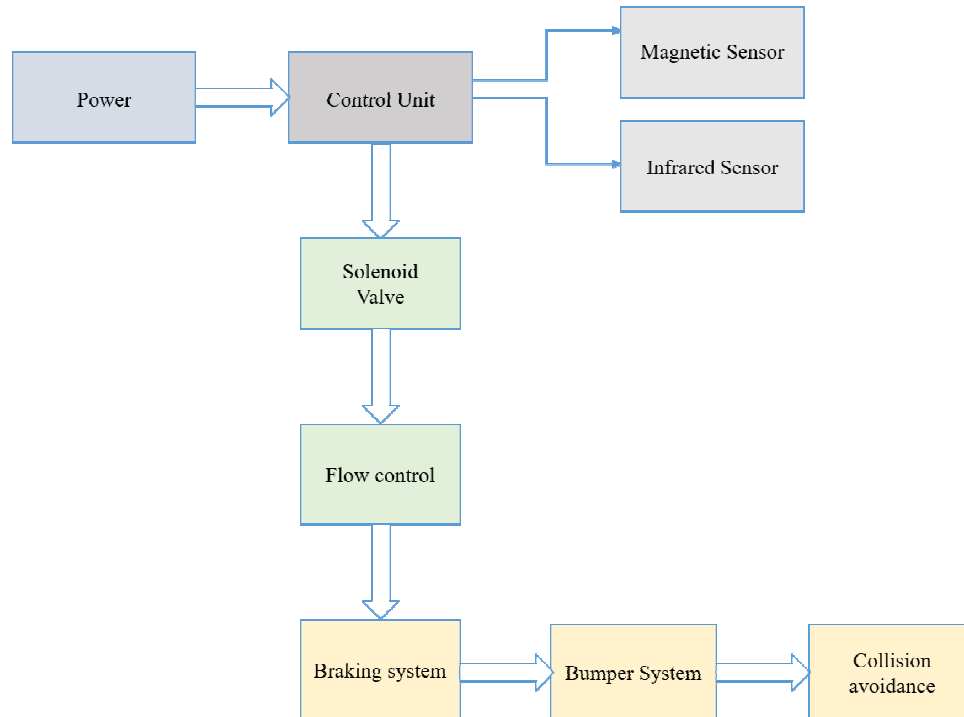 Power
Control Unit
Magnetic Sensor
Infrared Sensor
Solenoid
Valve
Flow control
Braking system
Bumper System
Collision
avoidance